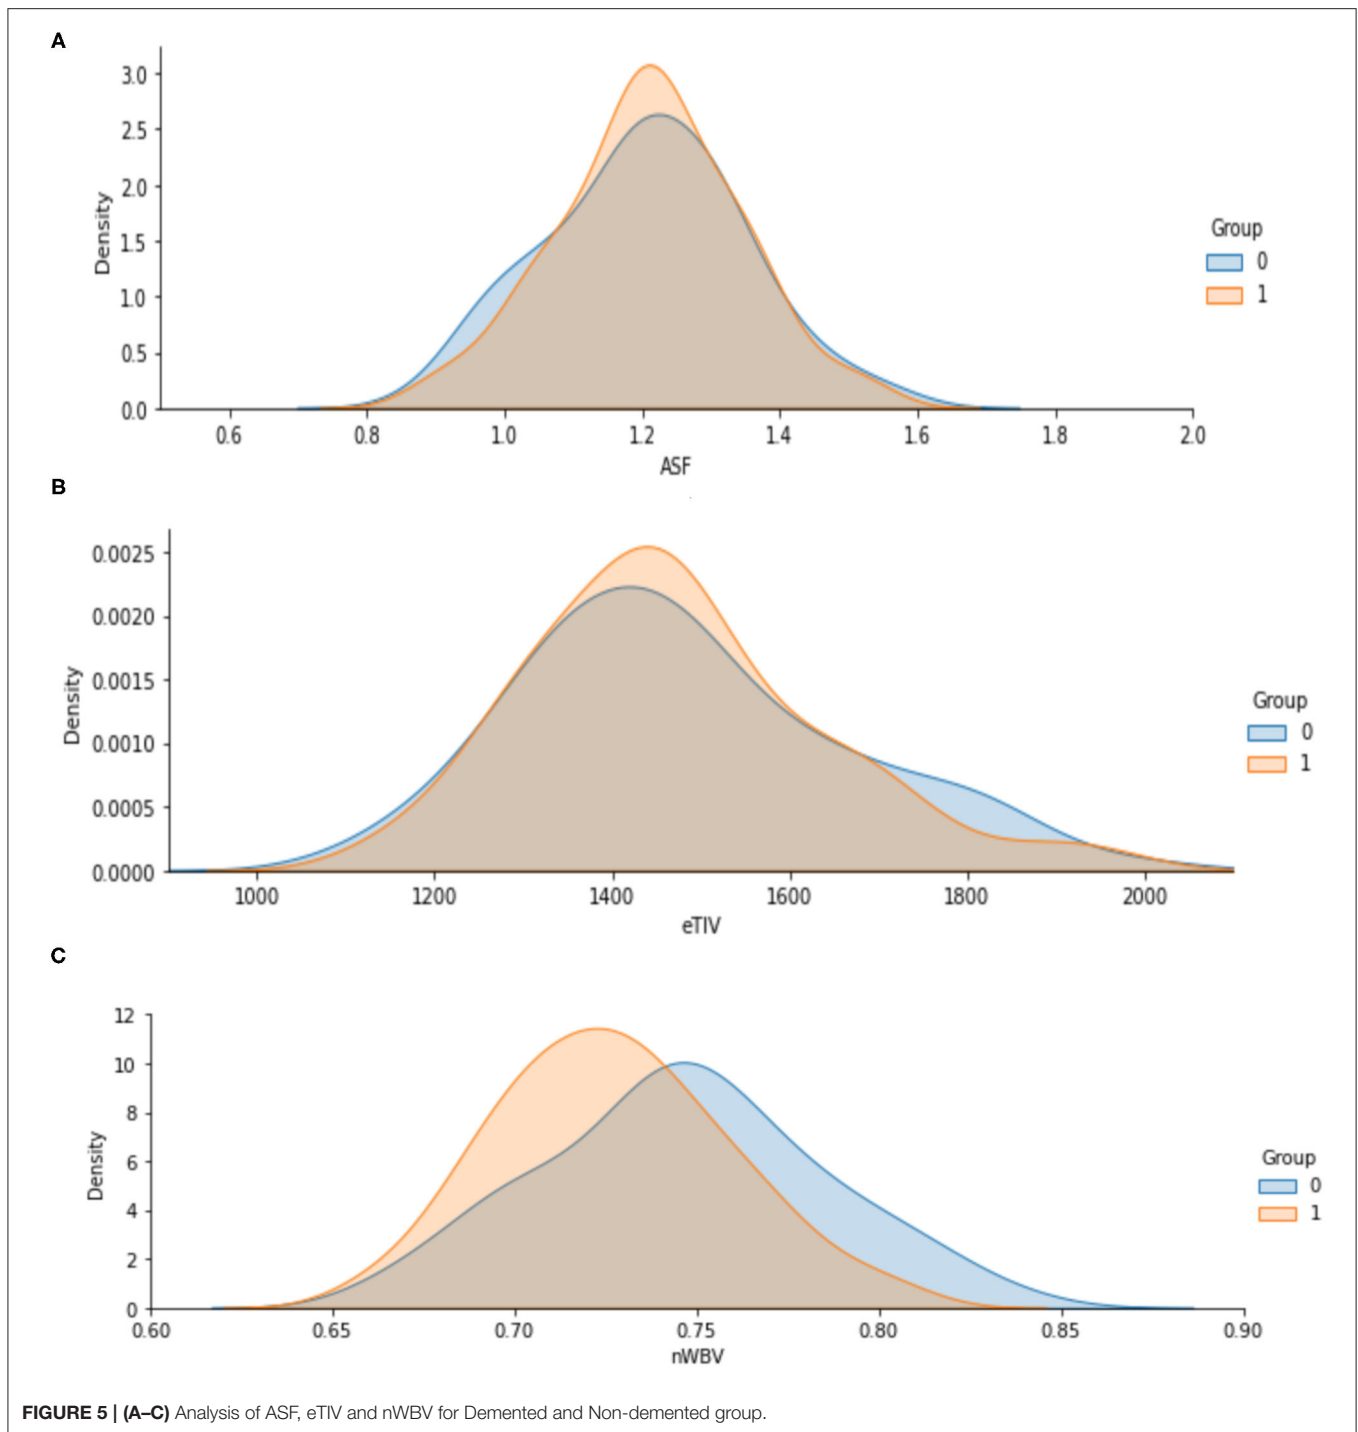 A
3.0
2.5
2.0
1.5
1.0
0.5
0.0
Density
0.6 0.8 1.0 1.2 1.4 1.6 1.8 2.0
ASF
Group
0
1
B
0.0025
0.0020
0.0015
0.0010
0.0005
0.0000
Density
1000 1200 1400 1600 1800 2000
eTIV
Group
0
1
C
12
10
8
6
4
2
0
Density
0.60 0.65 0.70 0.75 0.80 0.85 0.90
nWBV
Group
0
1
FIGURE 5 | (A–C) Analysis of ASF, eTIV and nWBV for Demented and Non-demented group.